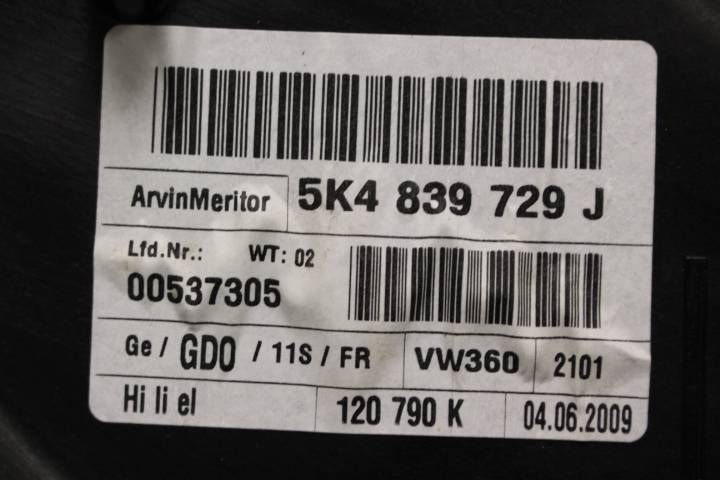 ArvinMeritor 5K4 839 729 J
Lfd.Nr.: WT: 02
00537305
Ge / GDO / 11S / FR VW360 2101
Hi li el 120 790 K 04.06.2009